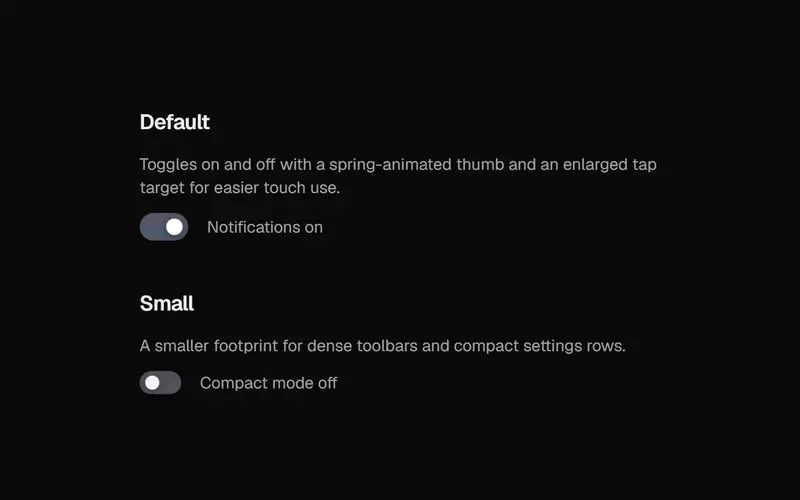 Default
Toggles on and off with a spring-animated thumb and an enlarged tap
target for easier touch use.
Notifications on
Small
A smaller footprint for dense toolbars and compact settings rows.
Compact mode off